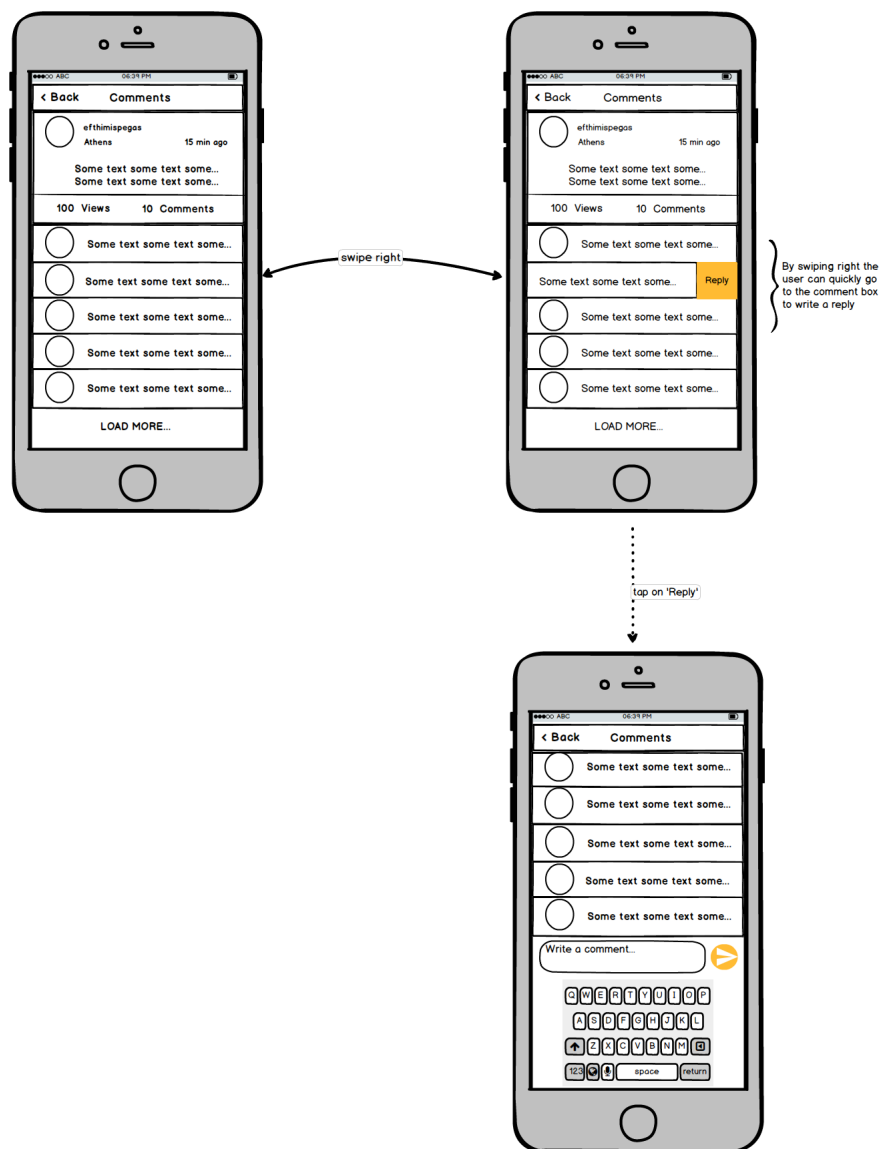 ABC 06:39 PM
< Back Comments
efthimispegas
Athens 15 min ago
Some text some text some...
Some text some text some...
100 Views 10 Comments
Some text some text some...
Some text some text some...
Some text some text some...
Some text some text some...
Some text some text some...
LOAD MORE...
swipe right
ABC 06:39 PM
< Back Comments
efthimispegas
Athens 15 min ago
Some text some text some...
Some text some text some...
100 Views 10 Comments
Some text some text some...
Some text some text some... Reply
Some text some text some...
Some text some text some...
Some text some text some...
LOAD MORE...
By swiping right the
user can quickly go
to the comment box
to write a reply
tap on 'Reply'
ABC 06:39 PM
< Back Comments
Some text some text some...
Some text some text some...
Some text some text some...
Some text some text some...
Some text some text some...
Write a comment...
Q W E R T Y U I O P
A S D F G H J K L
Z X C V B N M
123 space return